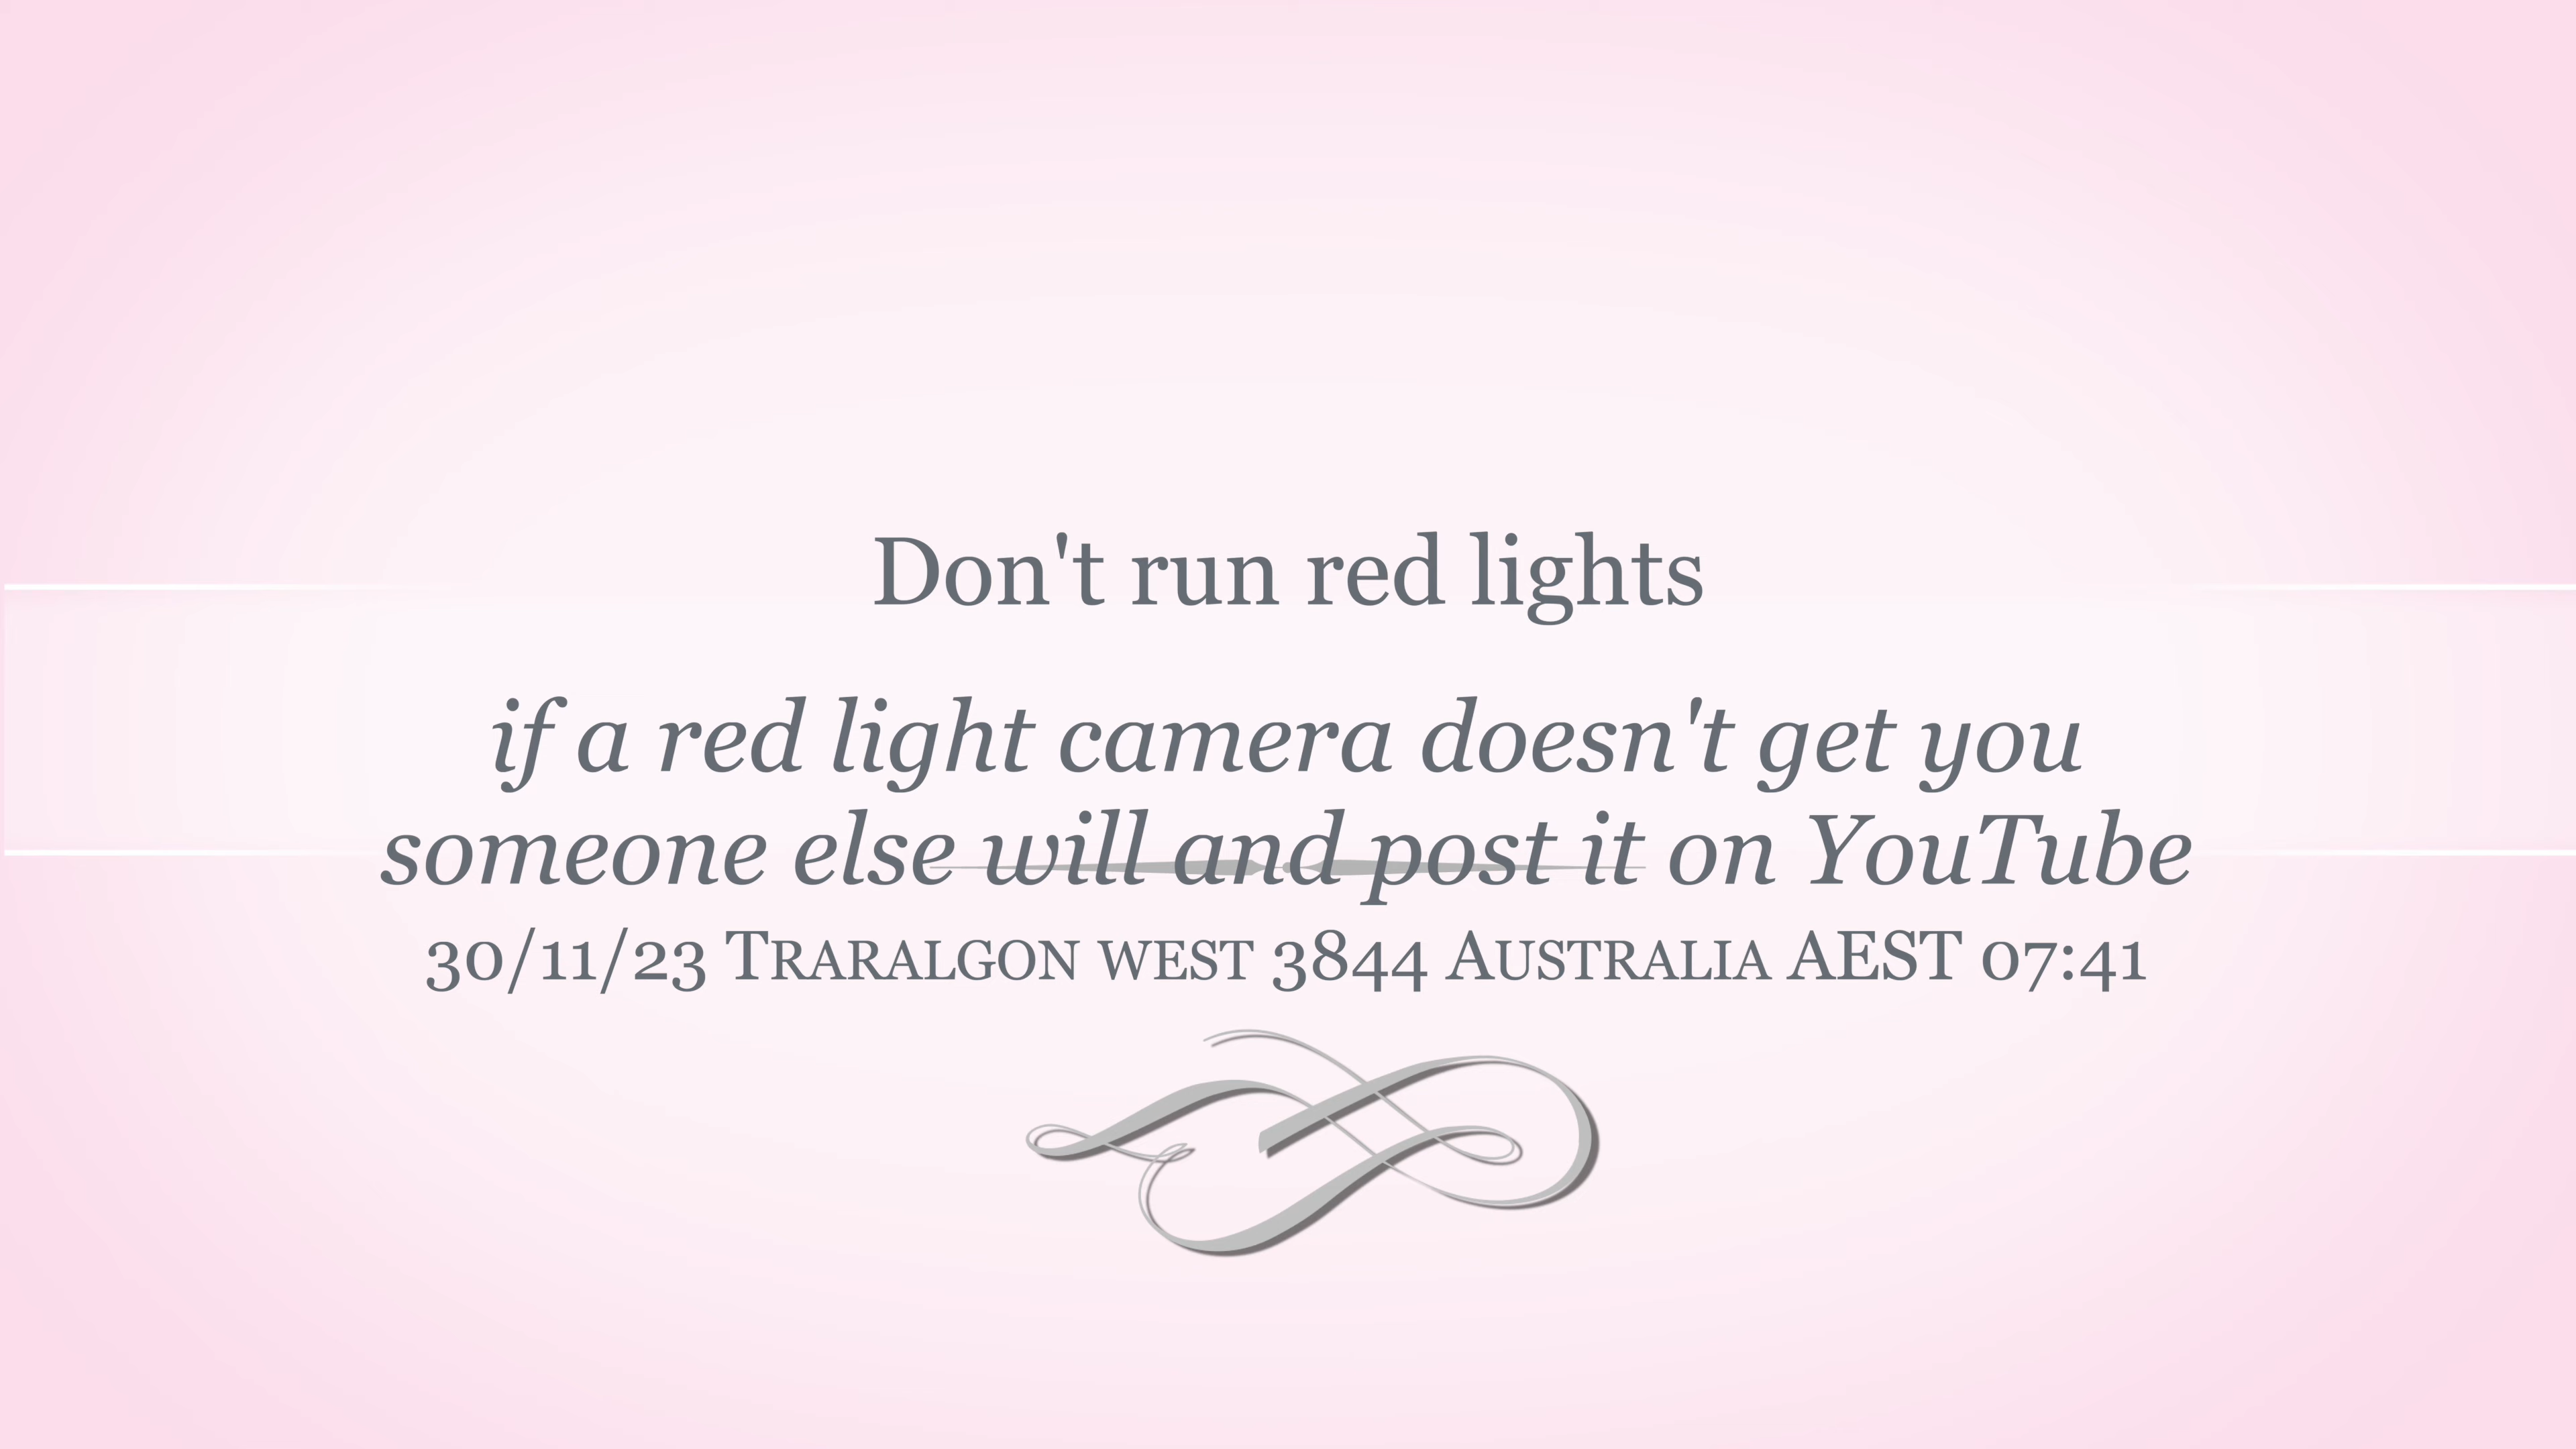 Don't run red lights
if a red light camera doesn't get you
someone else will and post it on YouTube
30/11/23 Traralgon west 3844 Australia AEST 07:41